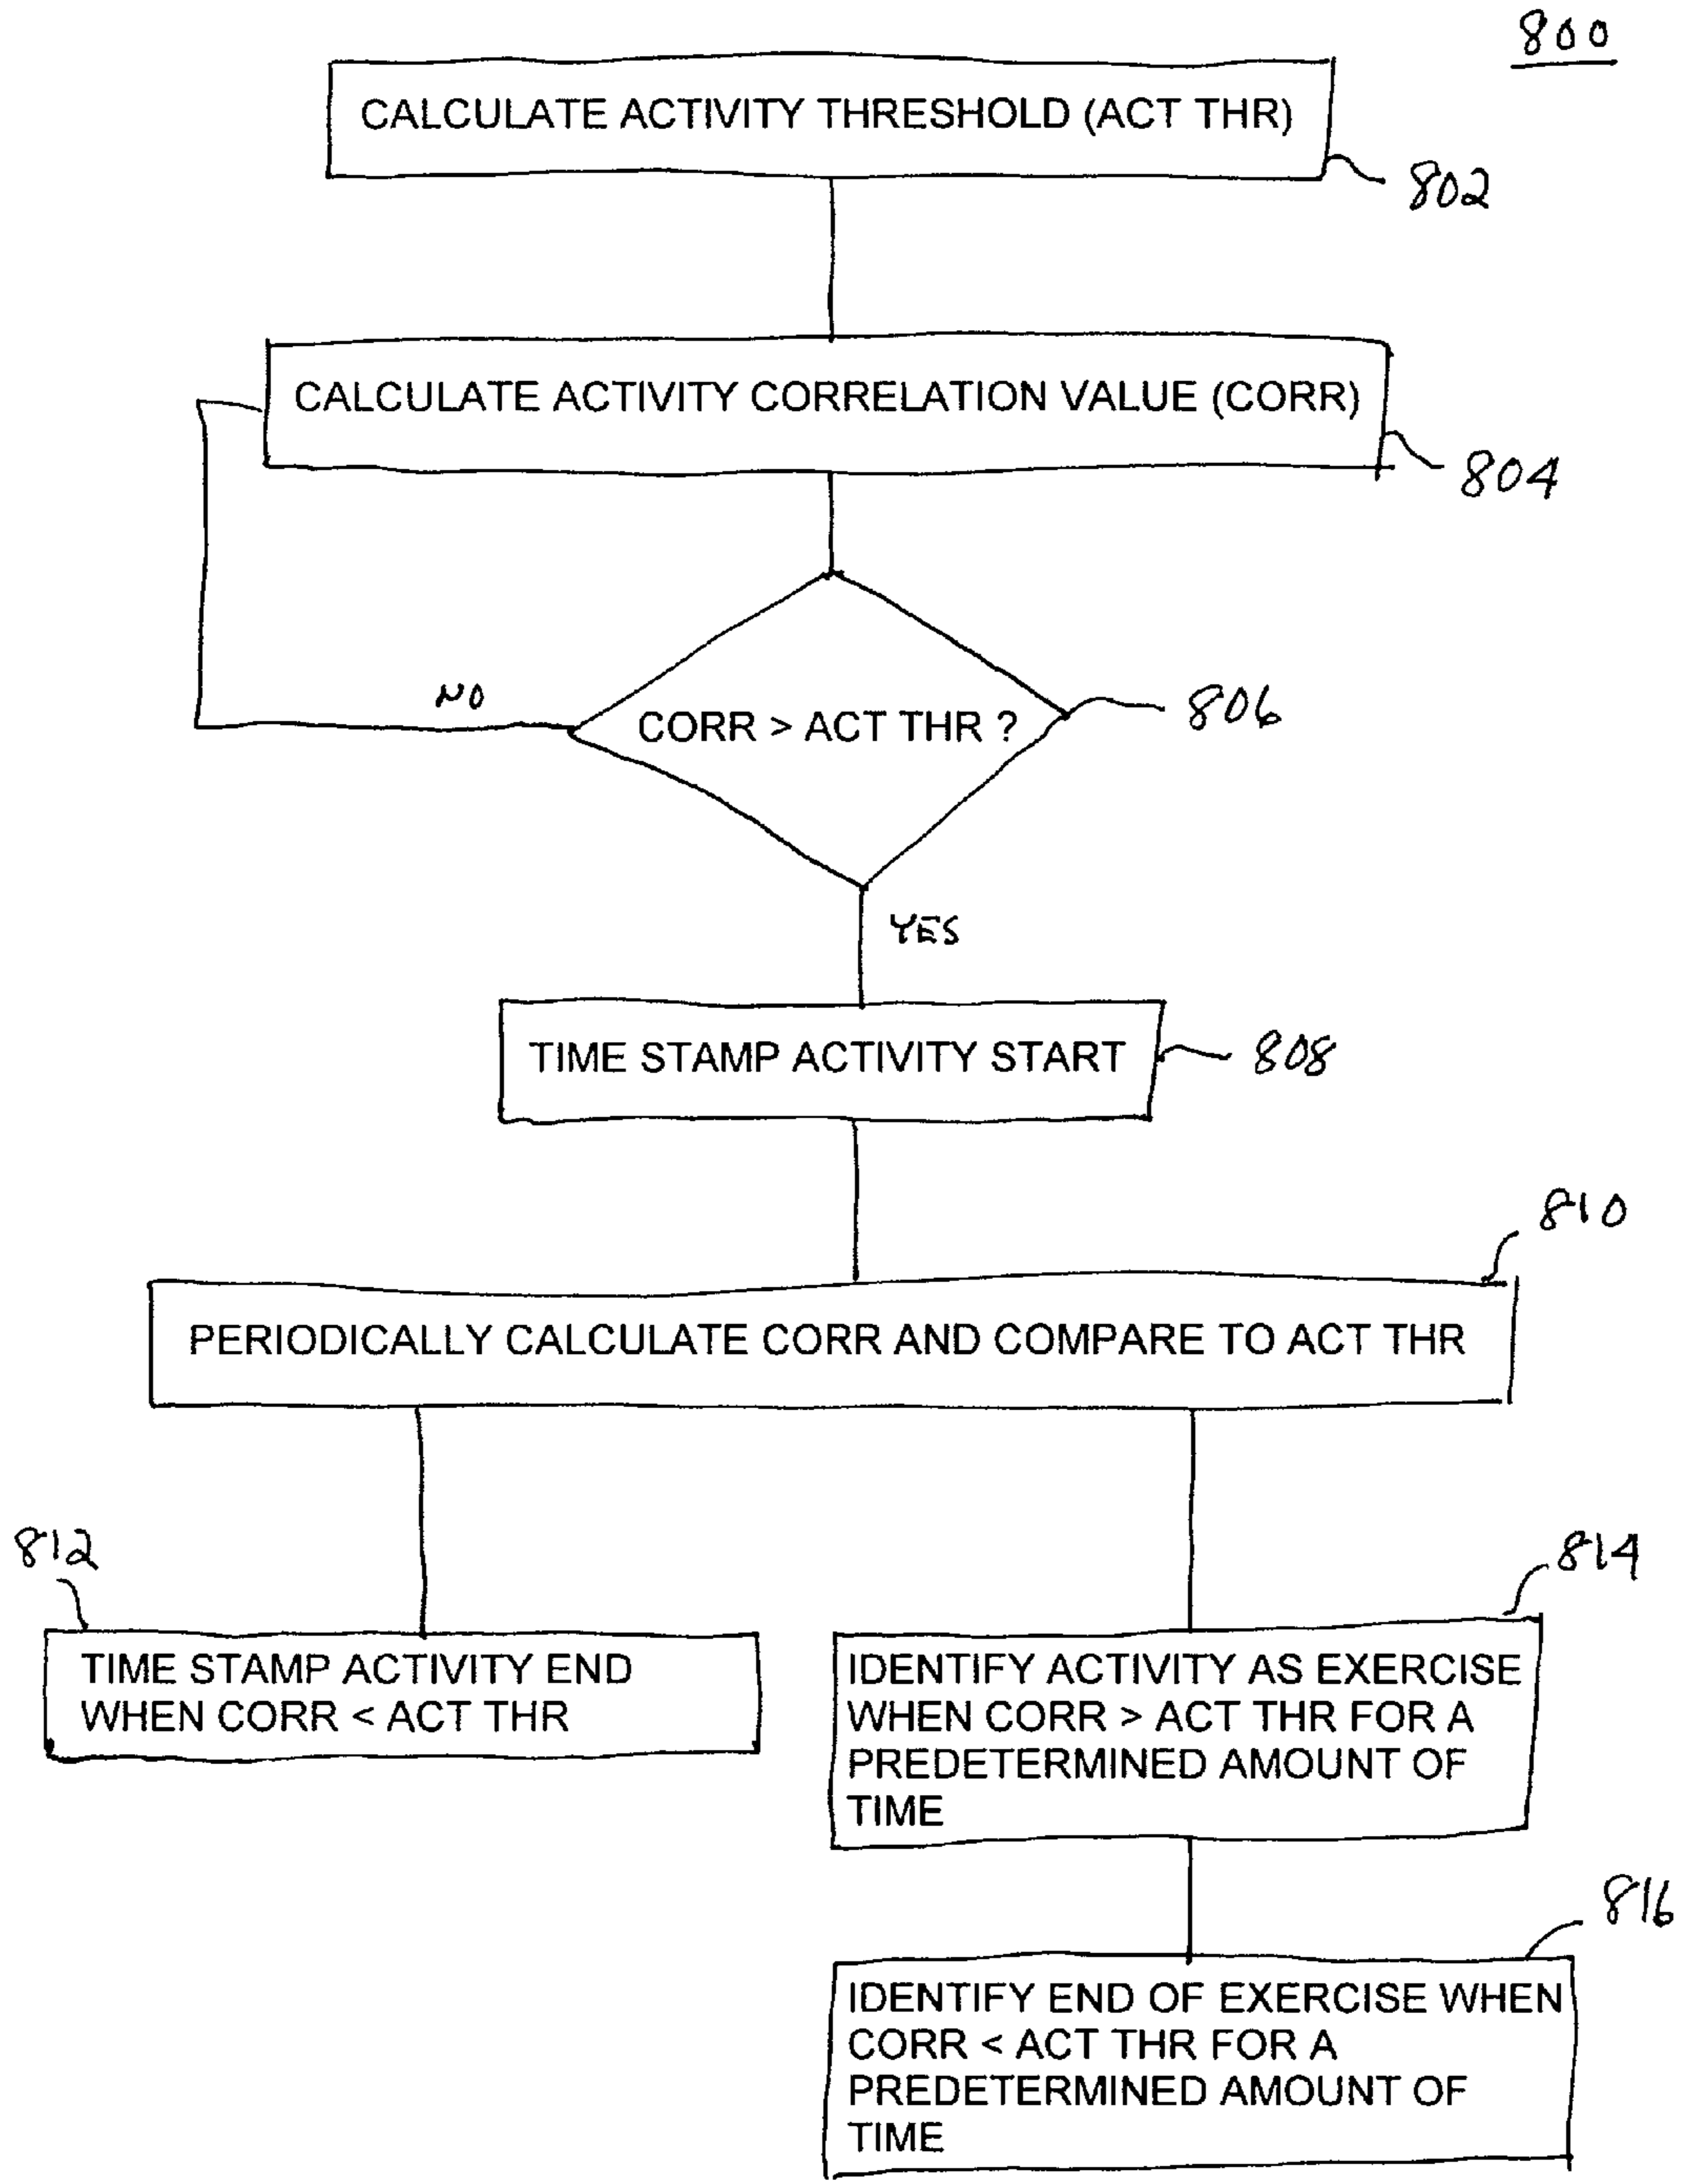 800
CALCULATE ACTIVITY THRESHOLD (ACT THR)
802
CALCULATE ACTIVITY CORRELATION VALUE (CORR)
804
NO
CORR > ACT THR ?
806
YES
TIME STAMP ACTIVITY START
808
810
PERIODICALLY CALCULATE CORR AND COMPARE TO ACT THR
812
TIME STAMP ACTIVITY END
WHEN CORR < ACT THR
814
IDENTIFY ACTIVITY AS EXERCISE
WHEN CORR > ACT THR FOR A
PREDETERMINED AMOUNT OF
TIME
816
IDENTIFY END OF EXERCISE WHEN
CORR < ACT THR FOR A
PREDETERMINED AMOUNT OF
TIME